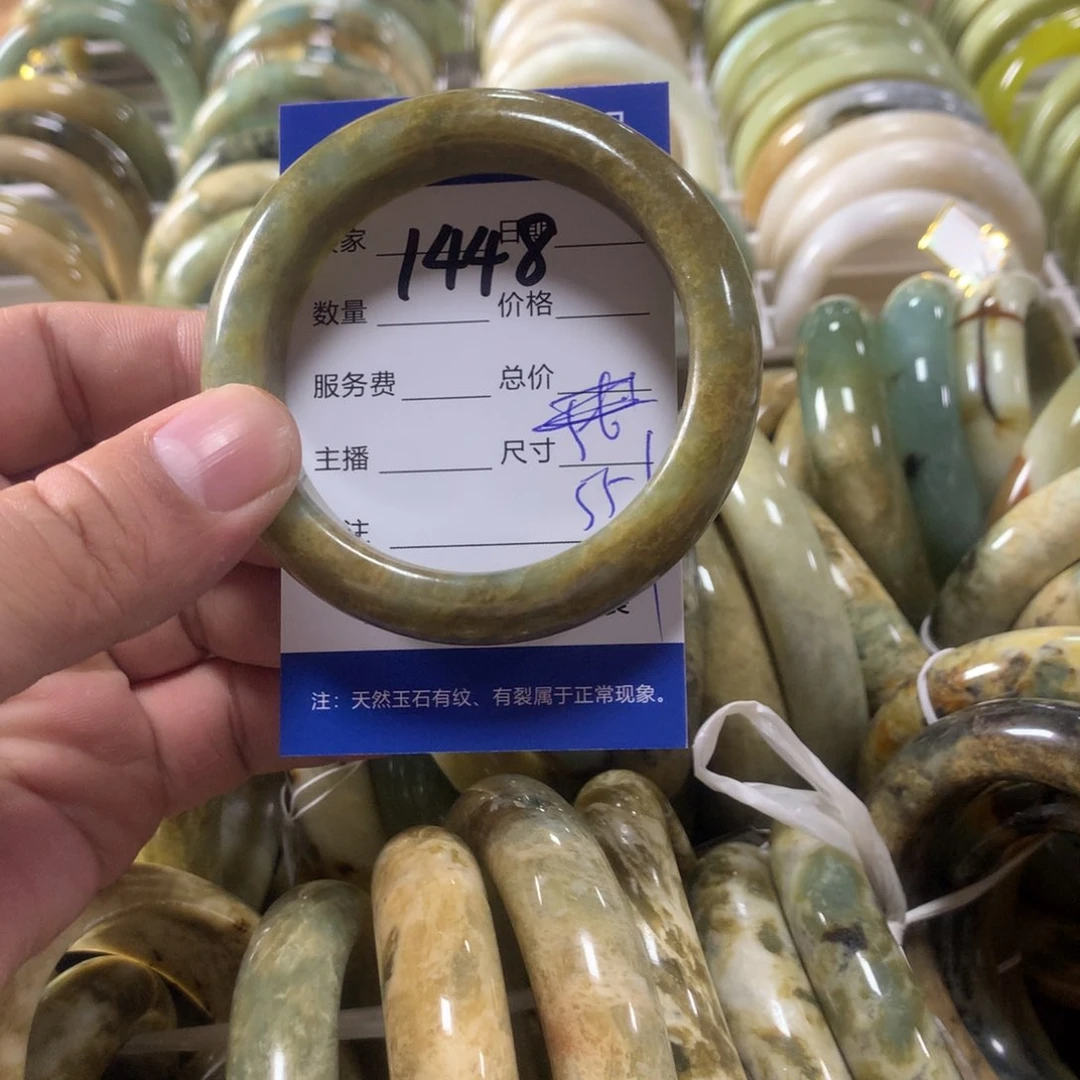 家 1448 日期
数量 价格
服务费 总价
主播 尺寸
55
注
注：天然玉石有纹、有裂属于正常现象。